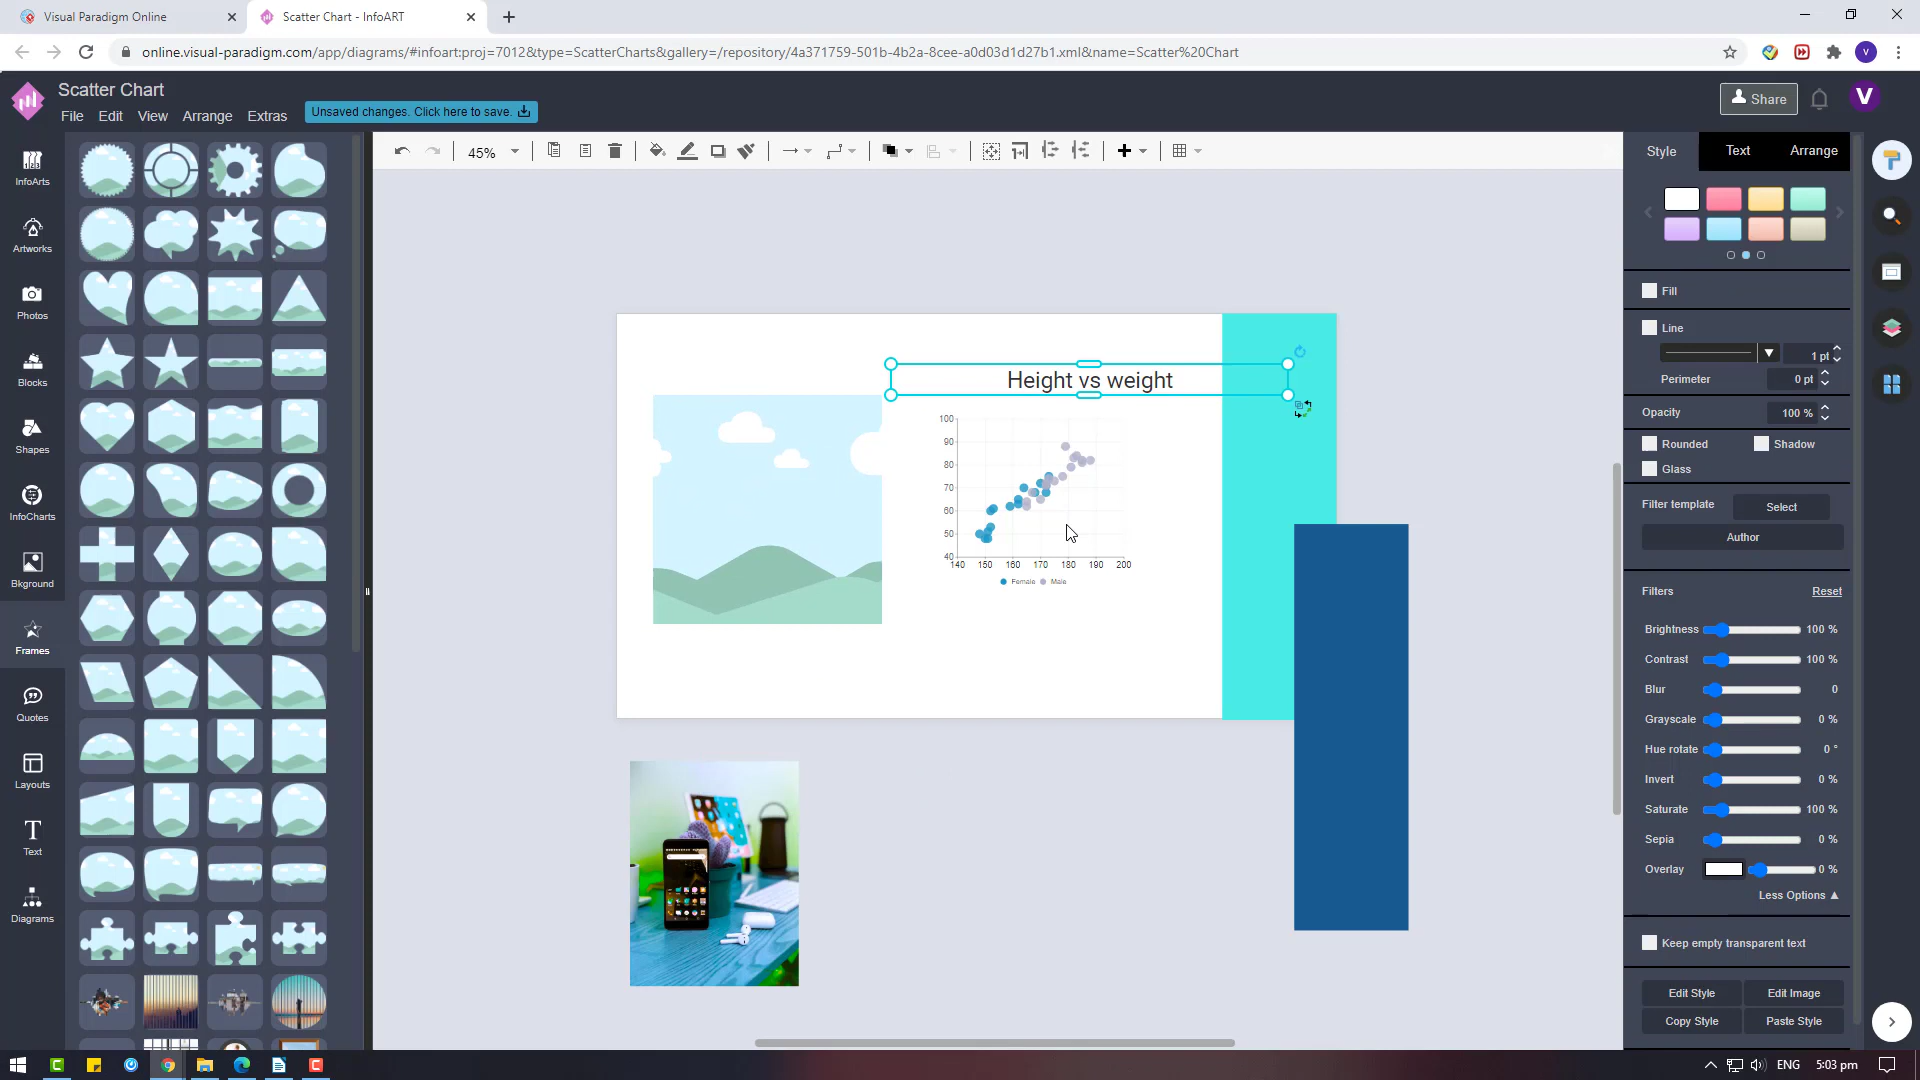 Visual Paradigm Online
Scatter Chart - InfoART
online.visual-paradigm.com/app/diagrams/#infoart:proj=7012&type=ScatterCharts&gallery=/repository/4a371759-501b-4b2a-8cee-a0d03d1d27b1.xml&name=Scatter%20Chart
V
Scatter Chart
File Edit View Arrange Extras
Unsaved changes. Click here to save.
Share
V
45%
Style
Text
Arrange
InfoArts
Artworks
Photos
Blocks
Shapes
InfoCharts
Bkground
Frames
Quotes
Layouts
Text
Diagrams
Height vs weight
100
90
80
70
60
50
40
140 150 160 170 180 190 200
Female Male
Fill
Line
1 pt
Perimeter 0 pt
Opacity 100 %
Rounded Shadow
Glass
Filter template Select
Author
Filters Reset
Brightness 100 %
Contrast 100 %
Blur 0
Grayscale 0 %
Hue rotate 0 °
Invert 0 %
Saturate 100 %
Sepia 0 %
Overlay 0 %
Less Options ▲
Keep empty transparent text
Edit Style Edit Image
Copy Style Paste Style
ENG 5:03 pm